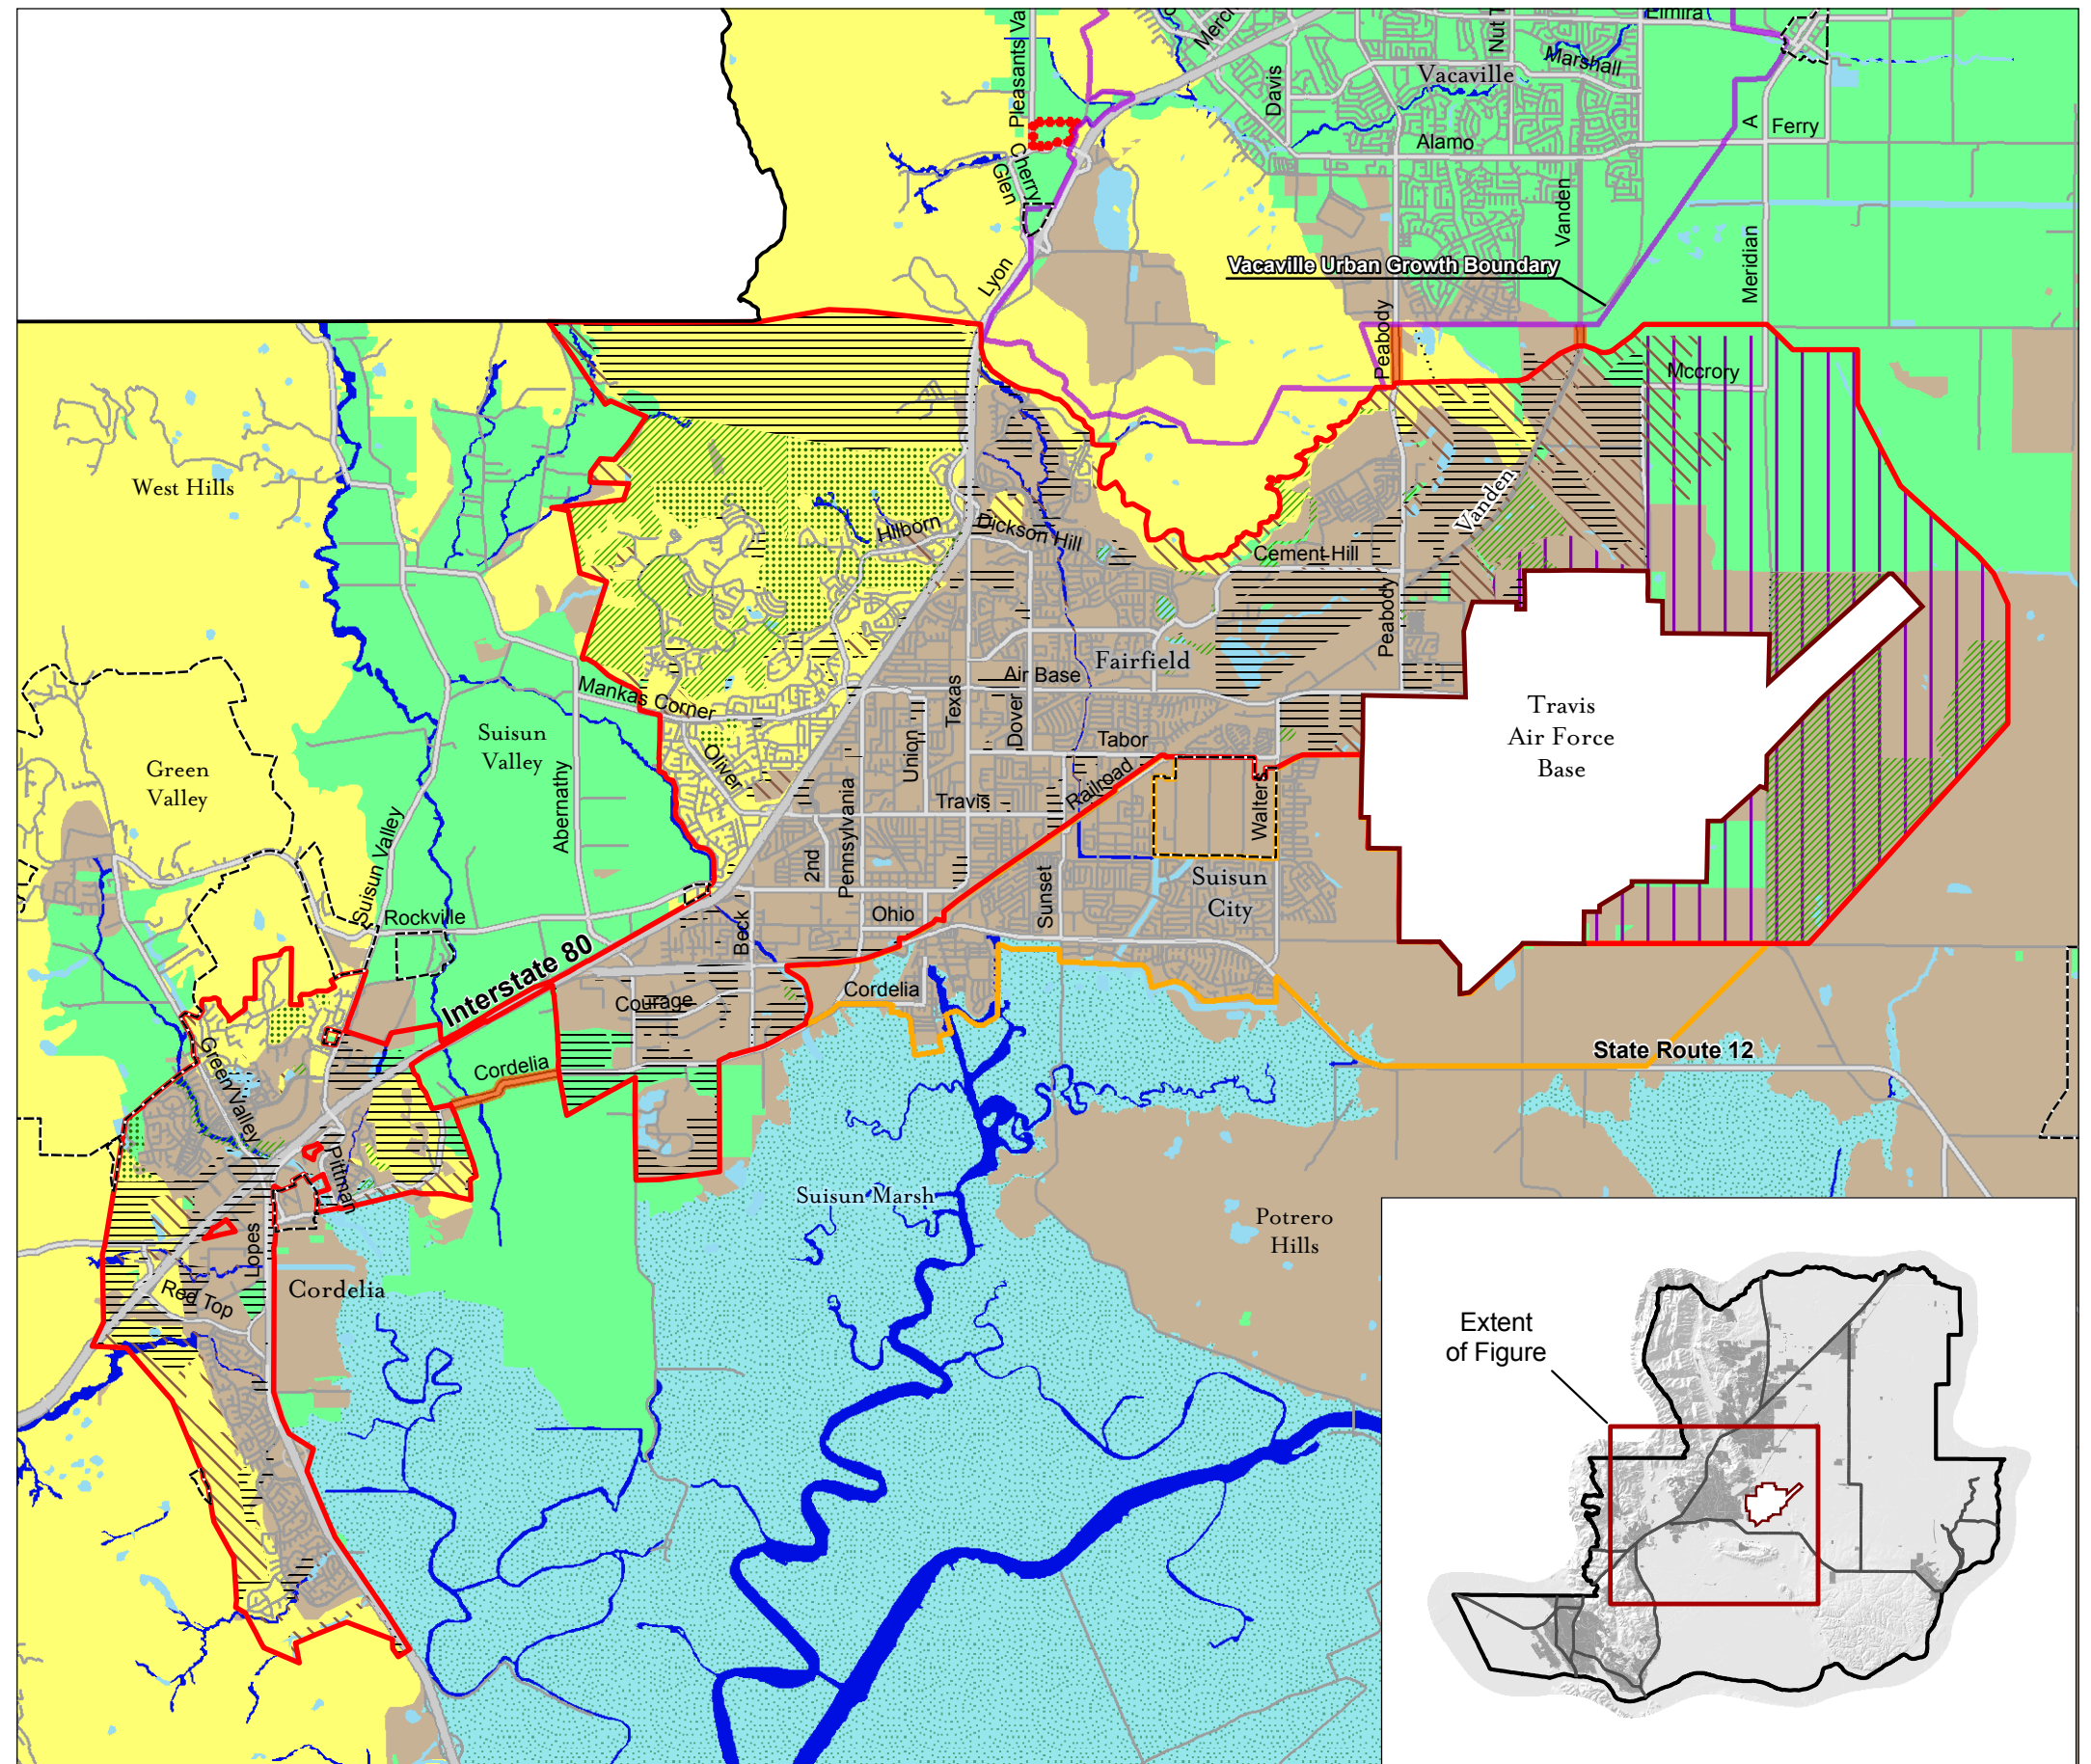 Pleasants Va
Merc
Nut T
Elmira
Davis
Vacaville
Marshall
A
Ferry
Alamo
Cherry
Glen
Vanden
Lyon
Vacaville Urban Growth Boundary
Meridian
Peabody
Mccrory
West Hills
Vanden
Hilborn
Dickson Hill
Cement Hill
Peabody
Fairfield
Air Base
Mankas Corner
Texas
Dover
Travis
Air Force
Base
Suisun
Valley
Union
Tabor
Oliver
Green
Valley
Railroad
Walters
Travis
Abernathy
Pennsylvania
2nd
Suisun Valley
Sunset
Suisun
City
Rockville
Ohio
Beck
Interstate 80
Courage
Cordelia
Cordelia
State Route 12
Green Valley
Pittman
Suisun Marsh
Potrero
Hills
Lopes
Cordelia
Red Top
Extent
of Figure